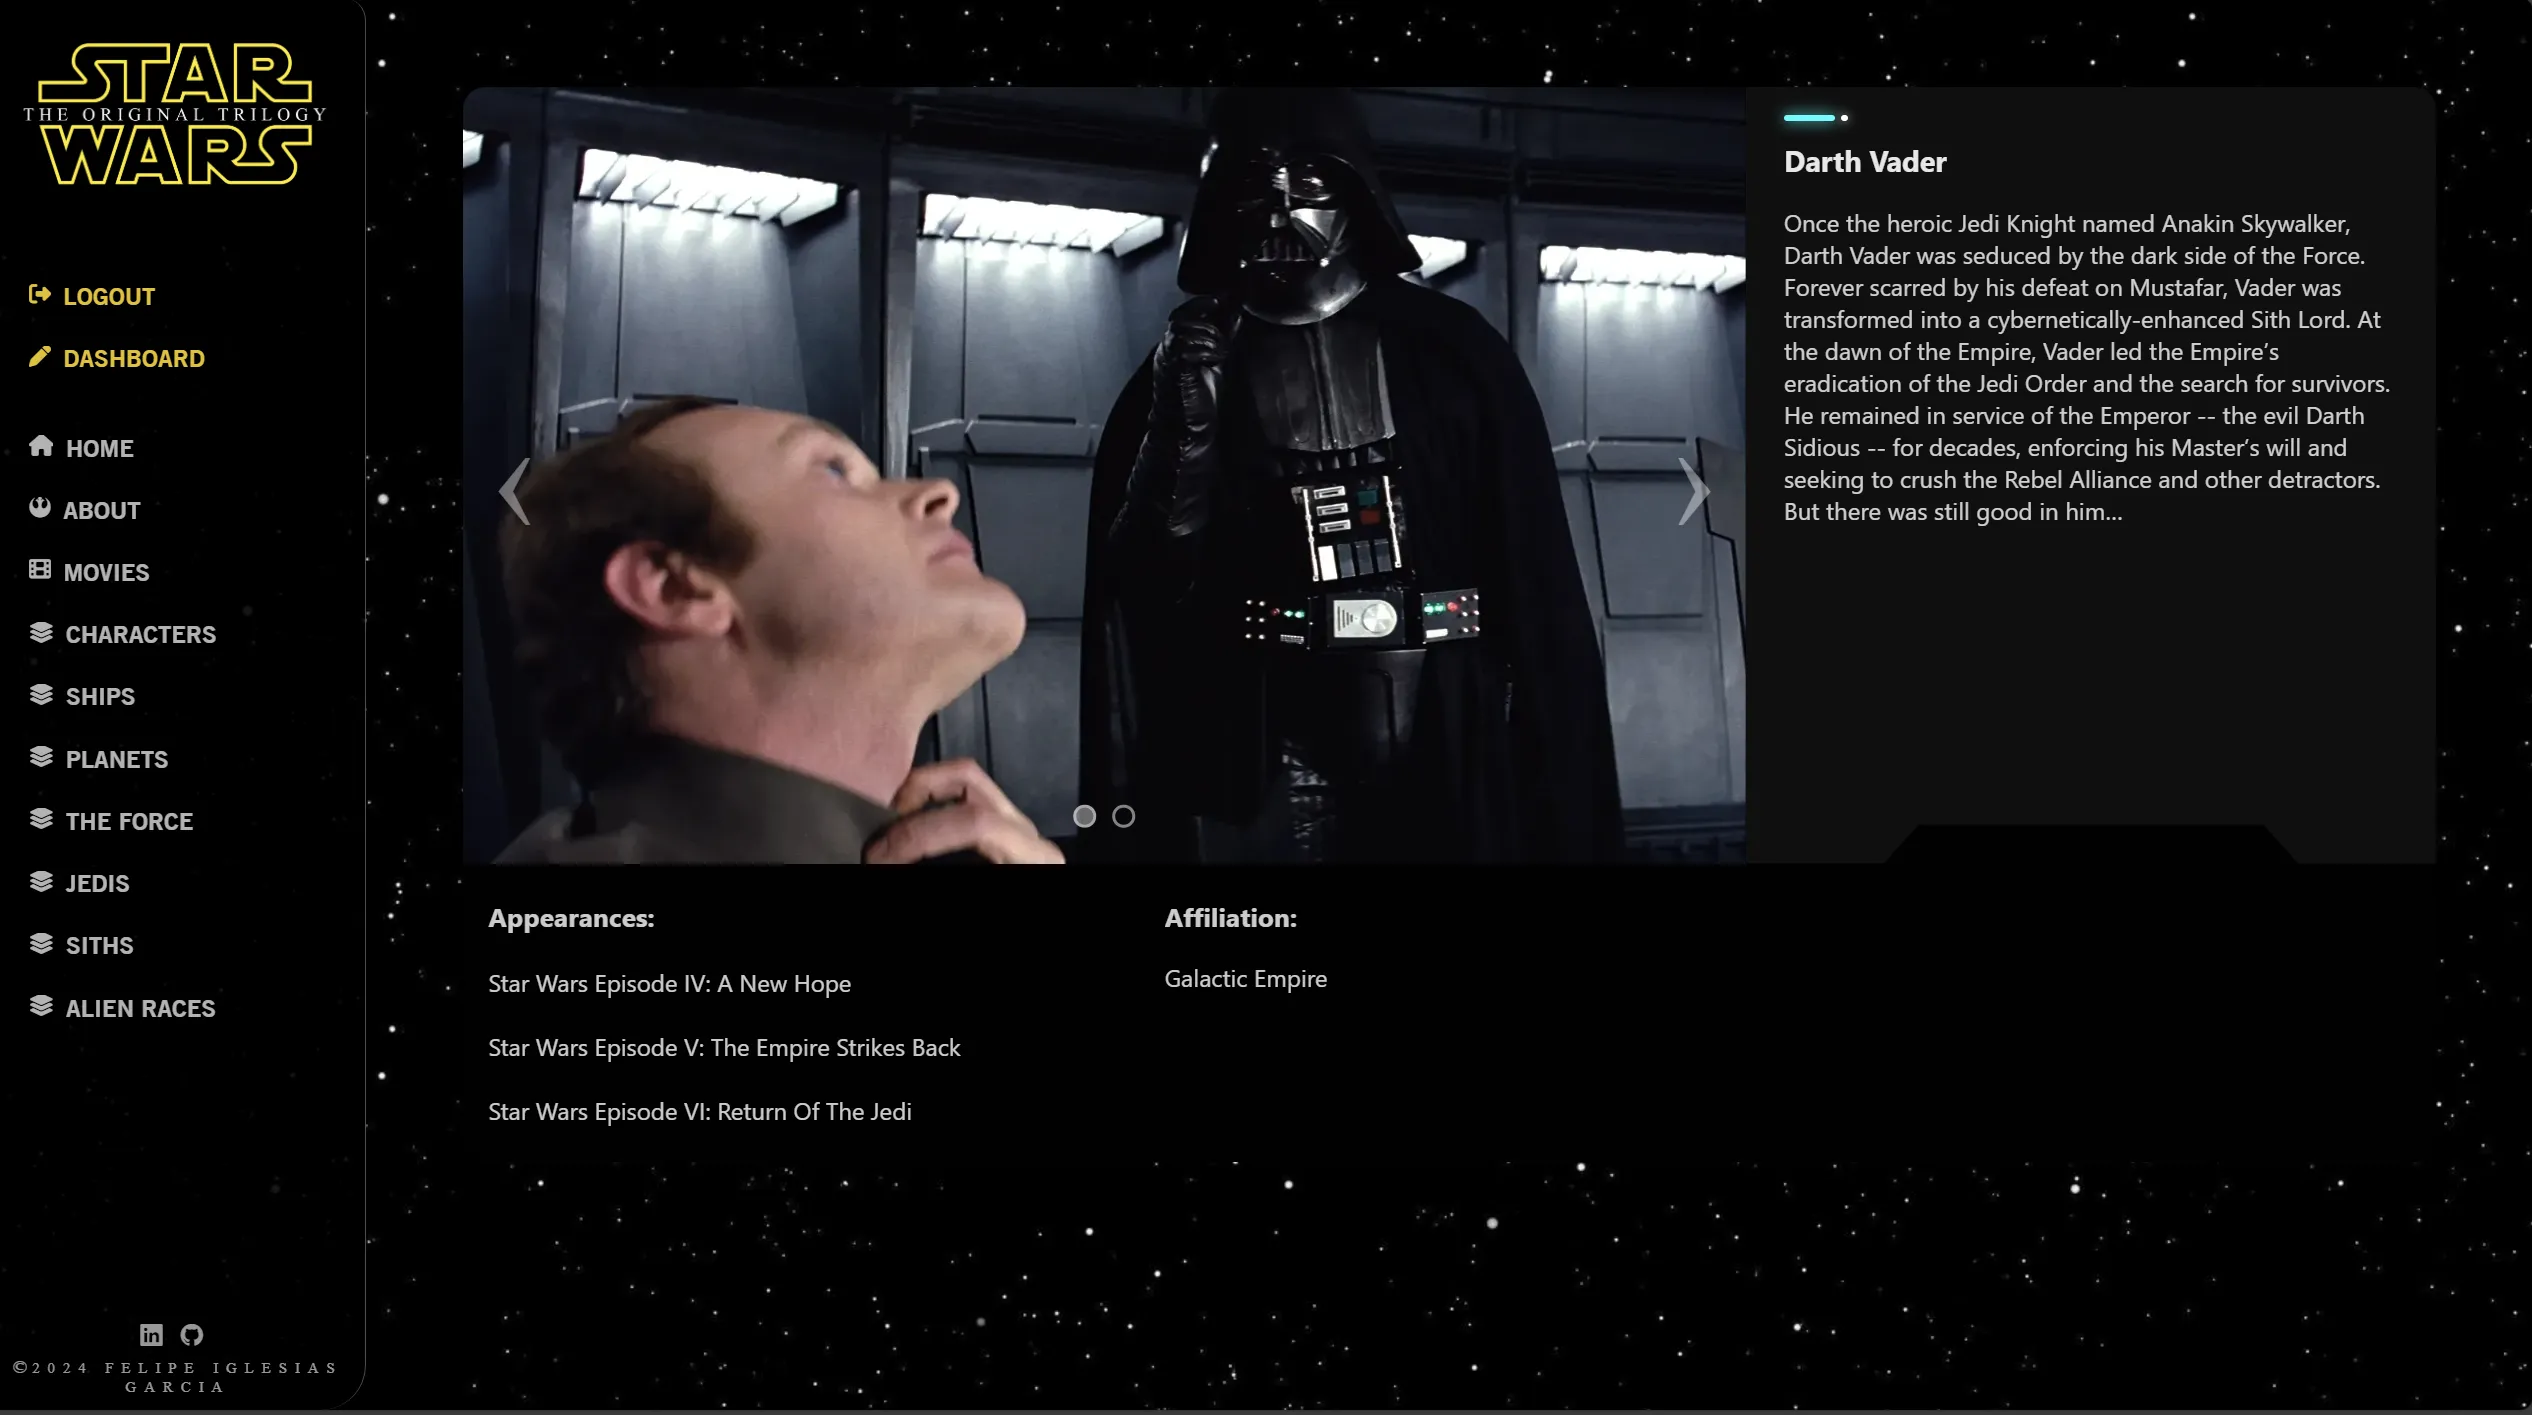 STAR
THE ORIGINAL TRILOGY
WARS
LOGOUT
DASHBOARD
HOME
ABOUT
MOVIES
CHARACTERS
SHIPS
PLANETS
THE FORCE
JEDIS
SITHS
ALIEN RACES
©2024 FELIPE IGLESIAS
GARCIA
Darth Vader
Once the heroic Jedi Knight named Anakin Skywalker,
Darth Vader was seduced by the dark side of the Force.
Forever scarred by his defeat on Mustafar, Vader was
transformed into a cybernetically-enhanced Sith Lord. At
the dawn of the Empire, Vader led the Empire’s
eradication of the Jedi Order and the search for survivors.
He remained in service of the Emperor -- the evil Darth
Sidious -- for decades, enforcing his Master‘s will and
seeking to crush the Rebel Alliance and other detractors.
But there was still good in him...
Appearances:
Star Wars Episode IV: A New Hope
Star Wars Episode V: The Empire Strikes Back
Star Wars Episode VI: Return Of The Jedi
Affiliation:
Galactic Empire